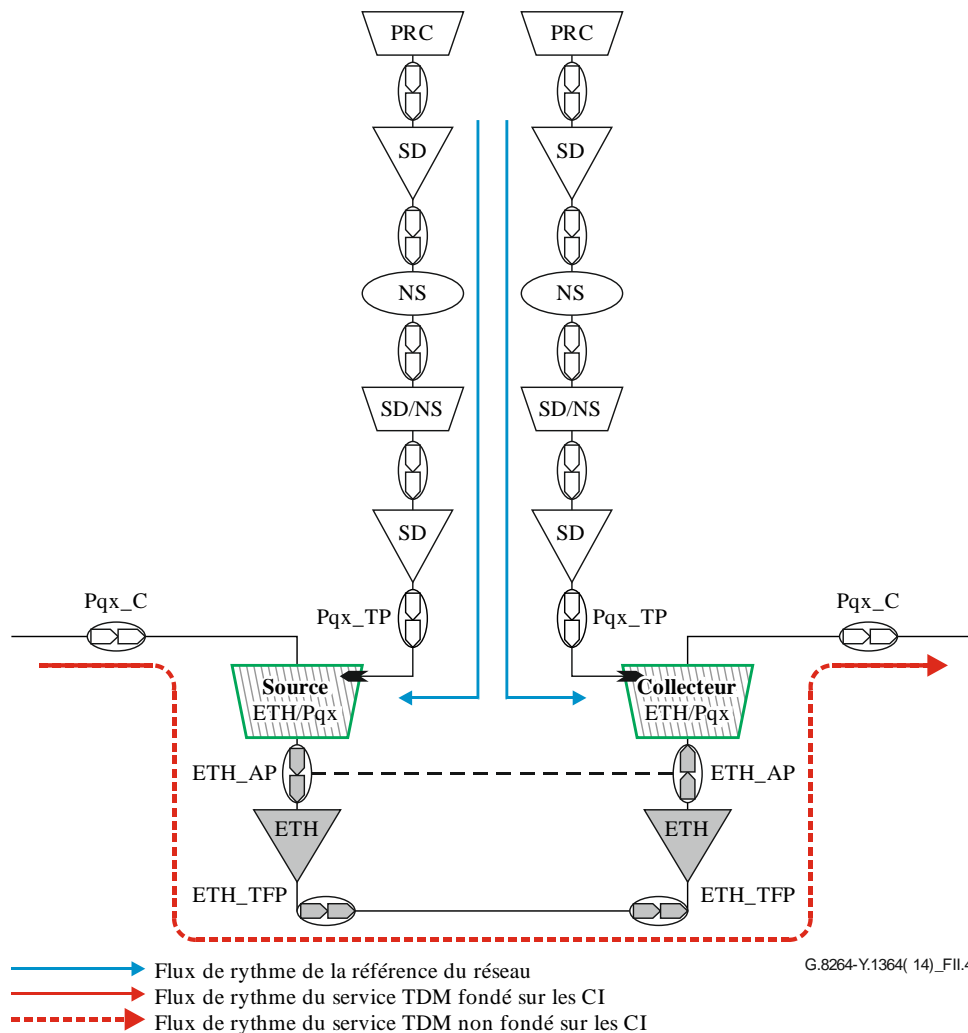 PRC PRC
SD SD
NS NS
SD/NS SD/NS
SD SD
Pqx_C Pqx_TP Pqx_TP Pqx_C
Source Collecteur
ETH/Pqx ETH/Pqx
ETH_AP ETH_AP
ETH ETH
ETH_TFP ETH_TFP
G.8264-Y.1364( 14)_FII.4
Flux de rythme de la référence du réseau
Flux de rythme du service TDM fondé sur les CI
Flux de rythme du service TDM non fondé sur les CI